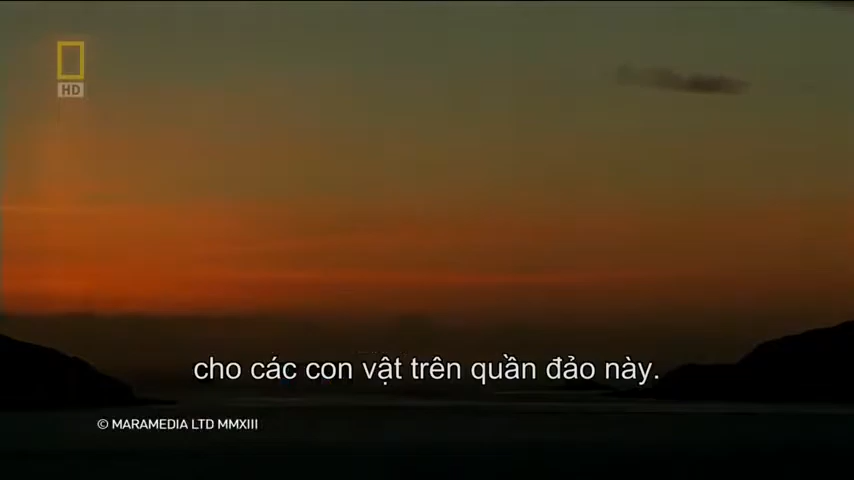 HD
cho các con vật trên quần đảo này.
© MARAMEDIA LTD MMXIII